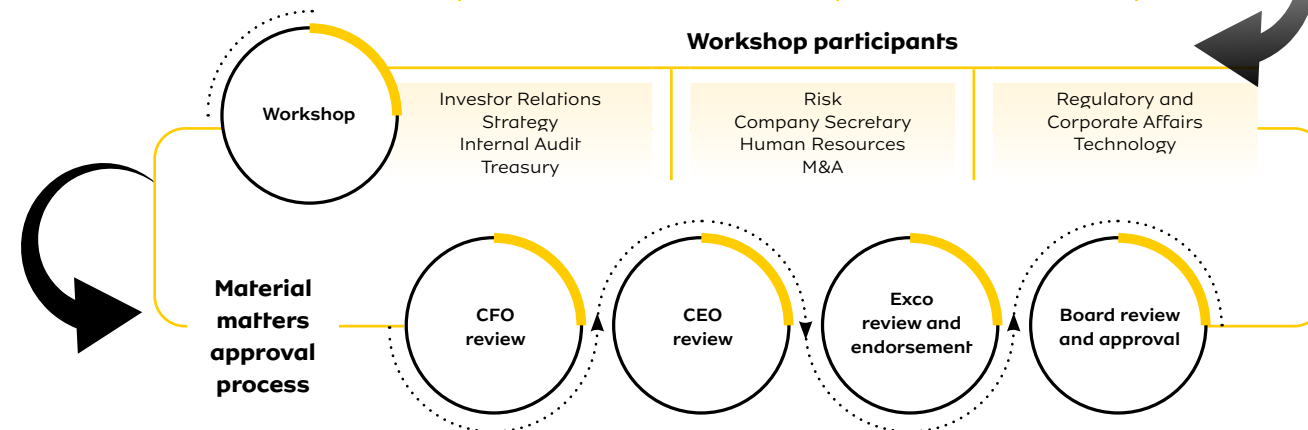 Workshop participants
Workshop
Investor Relations
Strategy
Internal Audit
Treasury
Risk
Company Secretary
Human Resources
M&A
Regulatory and
Corporate Affairs
Technology
Material
matters
approval
process
CFO
review
CEO
review
Exco
review and
endorsement
Board review
and approval